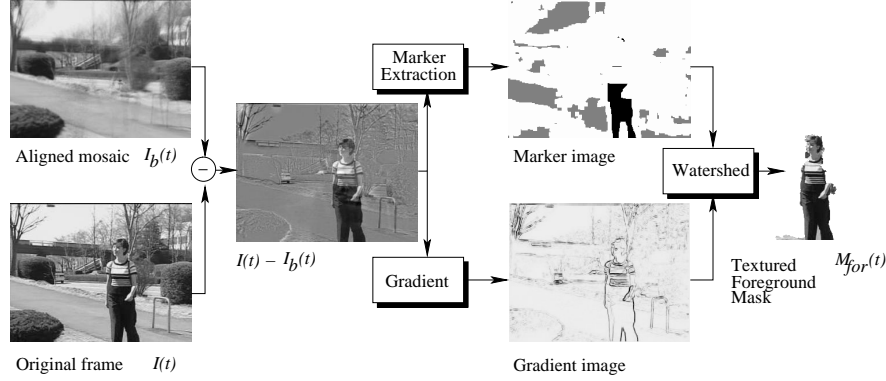 Marker
Extraction
Aligned mosaic I_b(t)
Marker image
−
Watershed
I(t) − I_b(t)
Gradient
Textured
Foreground
Mask
M_for(t)
Original frame I(t)
Gradient image